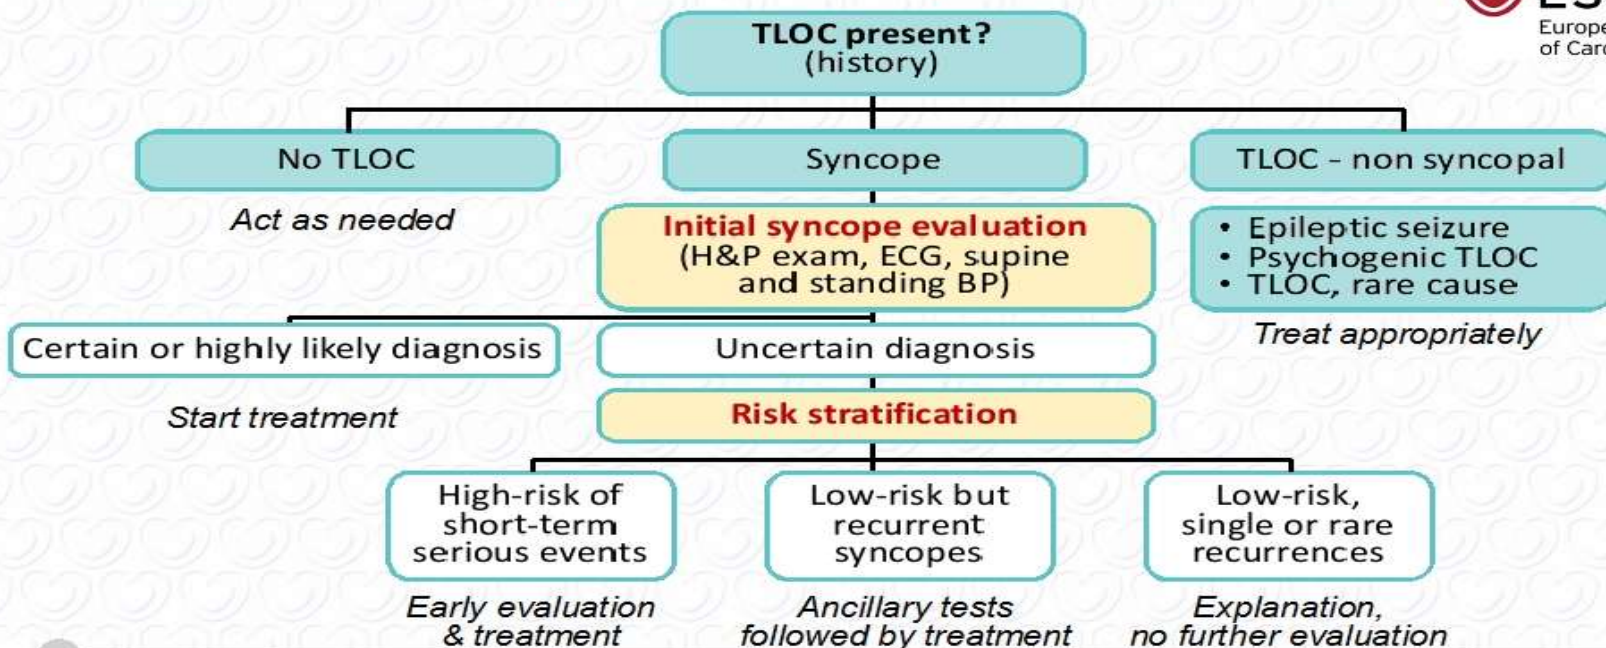 Europe
of Card
TLOC present?
(history)
No TLOC
Syncope
TLOC - non syncopal
Act as needed
Initial syncope evaluation
(H&P exam, ECG, supine
and standing BP)
• Epileptic seizure
• Psychogenic TLOC
• TLOC, rare cause
Treat appropriately
Certain or highly likely diagnosis
Uncertain diagnosis
Start treatment
Risk stratification
High-risk of
short-term
serious events
Low-risk but
recurrent
syncopes
Low-risk,
single or rare
recurrences
Early evaluation
& treatment
Ancillary tests
followed by treatment
Explanation,
no further evaluation